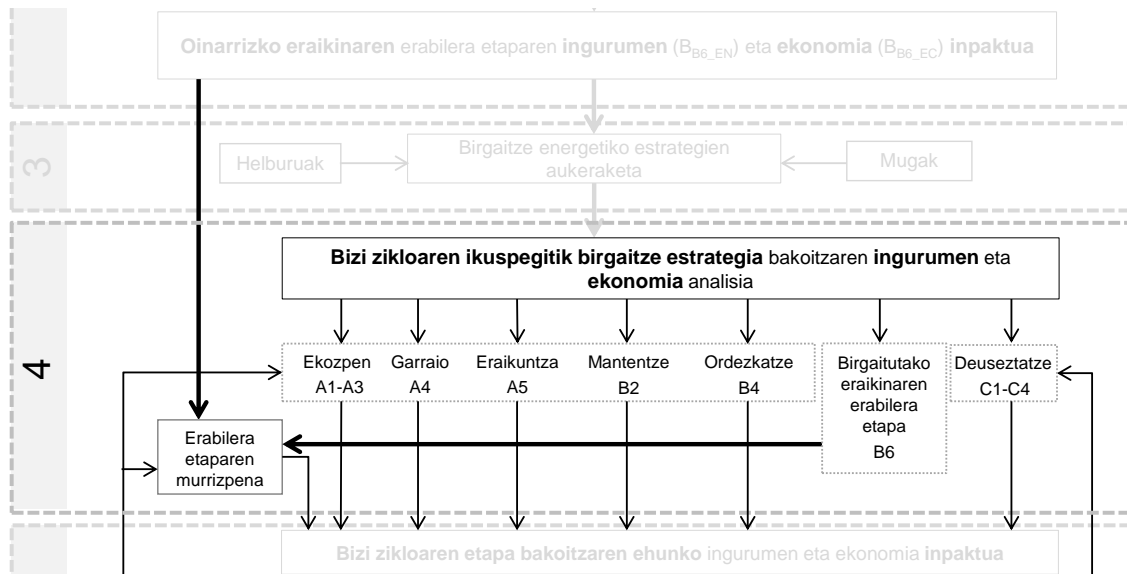 Oinarrizko eraikinaren erabilera etaparen ingurumen (B_B6_EN) eta ekonomia (B_B6_EC) inpaktua
3
Helburuak
Birgaitze energetiko estrategien
aukeraketa
Mugak
4
Bizi zikloaren ikuspegitik birgaitze estrategia bakoitzaren ingurumen eta
ekonomia analisia
Ekozpen
A1-A3
Garraio
A4
Eraikuntza
A5
Mantentze
B2
Ordezkatze
B4
Birgaitutako
eraikinaren
erabilera
etapa
B6
Deuseztatze
C1-C4
Erabilera
etaparen
murrizpena
Bizi zikloaren etapa bakoitzaren ehunko ingurumen eta ekonomia inpaktua